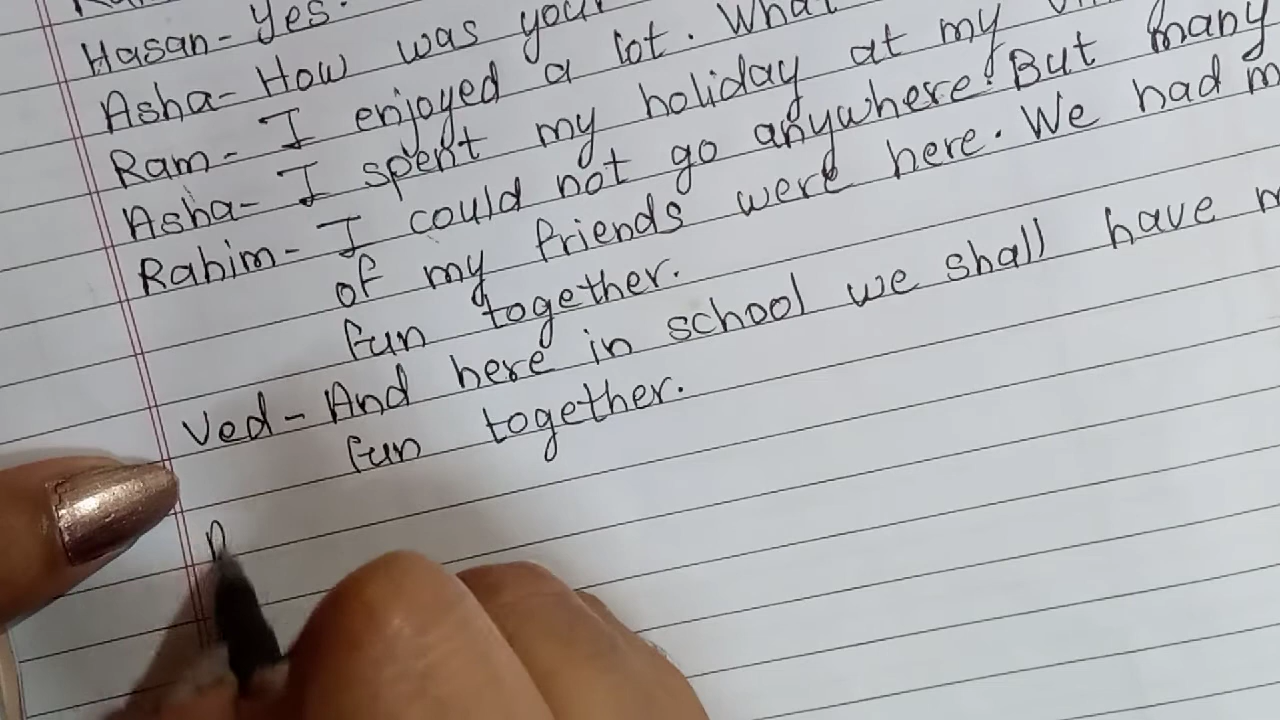 Hasan- Yes.
Asha- How was your
Ram- I enjoyed a lot. What
Asha- I spent my holiday at my
Rahim- I could not go anywhere. But many
of my friends were here. We had
fun together.
Ved- And here in school we shall have
fun together.